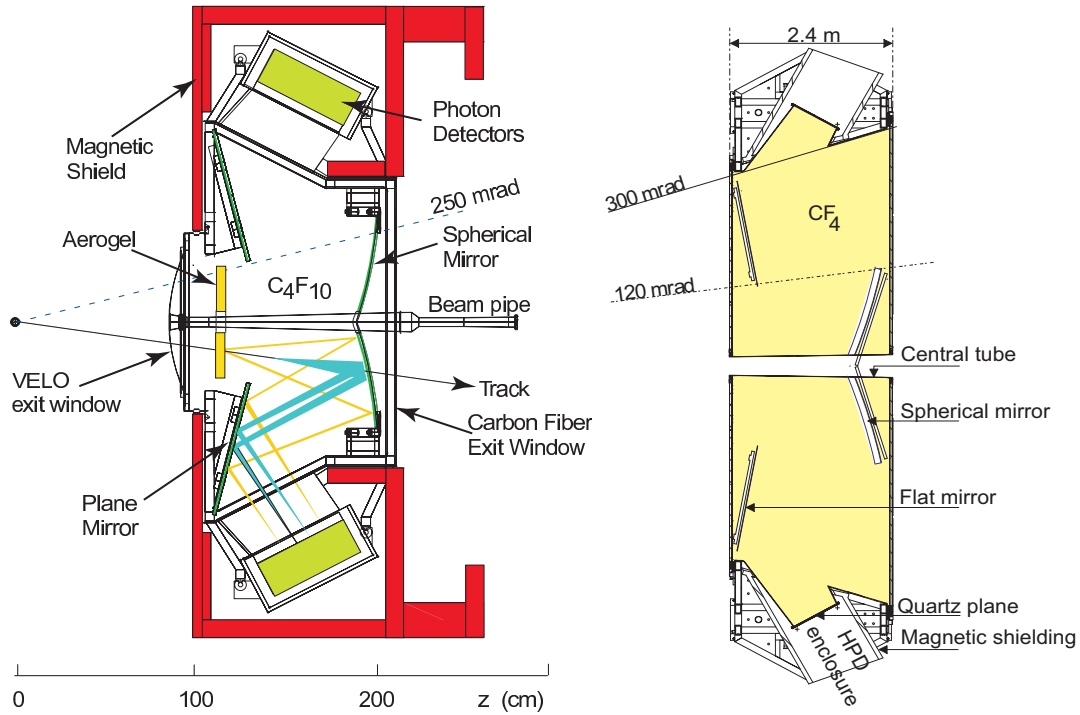 Photon
Detectors
Magnetic
Shield
250 mrad
Aerogel
Spherical
Mirror
C4F10
Beam pipe
VELO
exit window
Track
Carbon Fiber
Exit Window
Plane
Mirror
0
100
200
z (cm)
2.4 m
300 mrad
CF4
120 mrad
Central tube
Spherical mirror
Flat mirror
Quartz plane
Magnetic shielding
HPD
enclosure